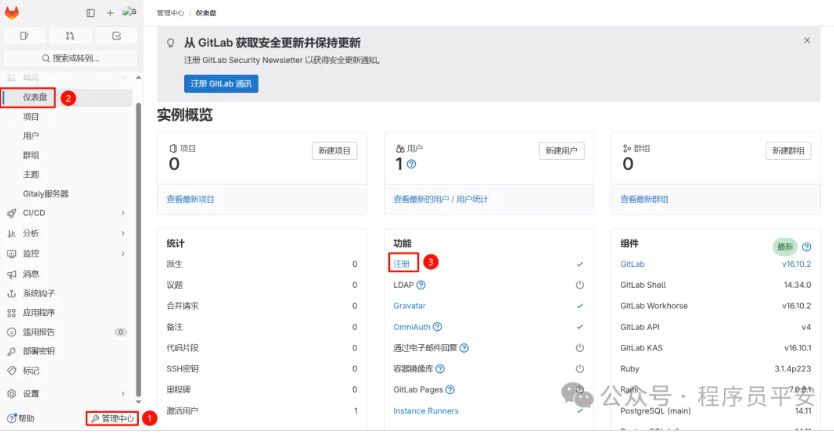 管理中心 / 仪表盘
从 GitLab 获取安全更新并保持更新
注册 GitLab Security Newsletter 以获得安全更新通知。
注册 GitLab 通讯
搜索或转到...
概览
仪表盘 2
项目
用户
群组
主题
Gitaly服务器
CI/CD
分析
监控
消息
系统钩子
应用程序
滥用报告 0
部署密钥
标记
设置
帮助
管理中心 1
实例概览
项目
0
新建项目
查看最新项目
用户
1
新建用户
查看最新的用户 / 用户统计
群组
0
新建群组
查看最新群组
统计
派生 0
议题 0
合并请求 0
备注 0
代码片段 0
SSH密钥 0
里程碑 0
激活用户 1
功能
注册 3
LDAP
Gravatar
OmniAuth
通过电子邮件回复
容器镜像库
GitLab Pages
Instance Runners
组件 最新
GitLab v16.10.2
GitLab Shell 14.34.0
GitLab Workhorse v16.10.2
GitLab API v4
GitLab KAS v16.10.1
Ruby 3.1.4p223
Rails 7.0.8.1
PostgreSQL (main) 14.11
公众号 · 程序员平安